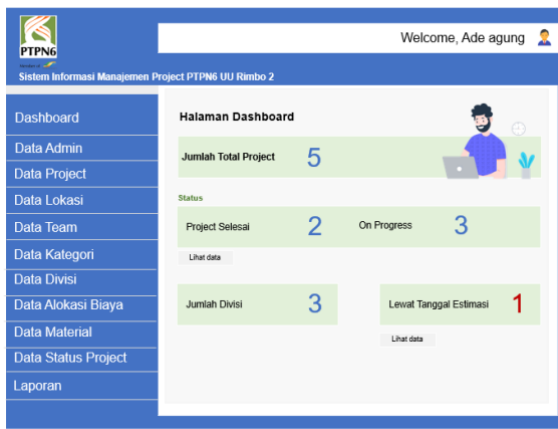 PTPN6
Welcome, Ade agung
Sistem Informasi Manajemen Project PTPN6 UU Rimbo 2
Dashboard
Data Admin
Data Project
Data Lokasi
Data Team
Data Kategori
Data Divisi
Data Alokasi Biaya
Data Material
Data Status Project
Laporan
Halaman Dashboard
Jumlah Total Project 5
Status
Project Selesai 2 On Progress 3
Lihat data
Jumlah Divisi 3 Lewat Tanggal Estimasi 1
Lihat data